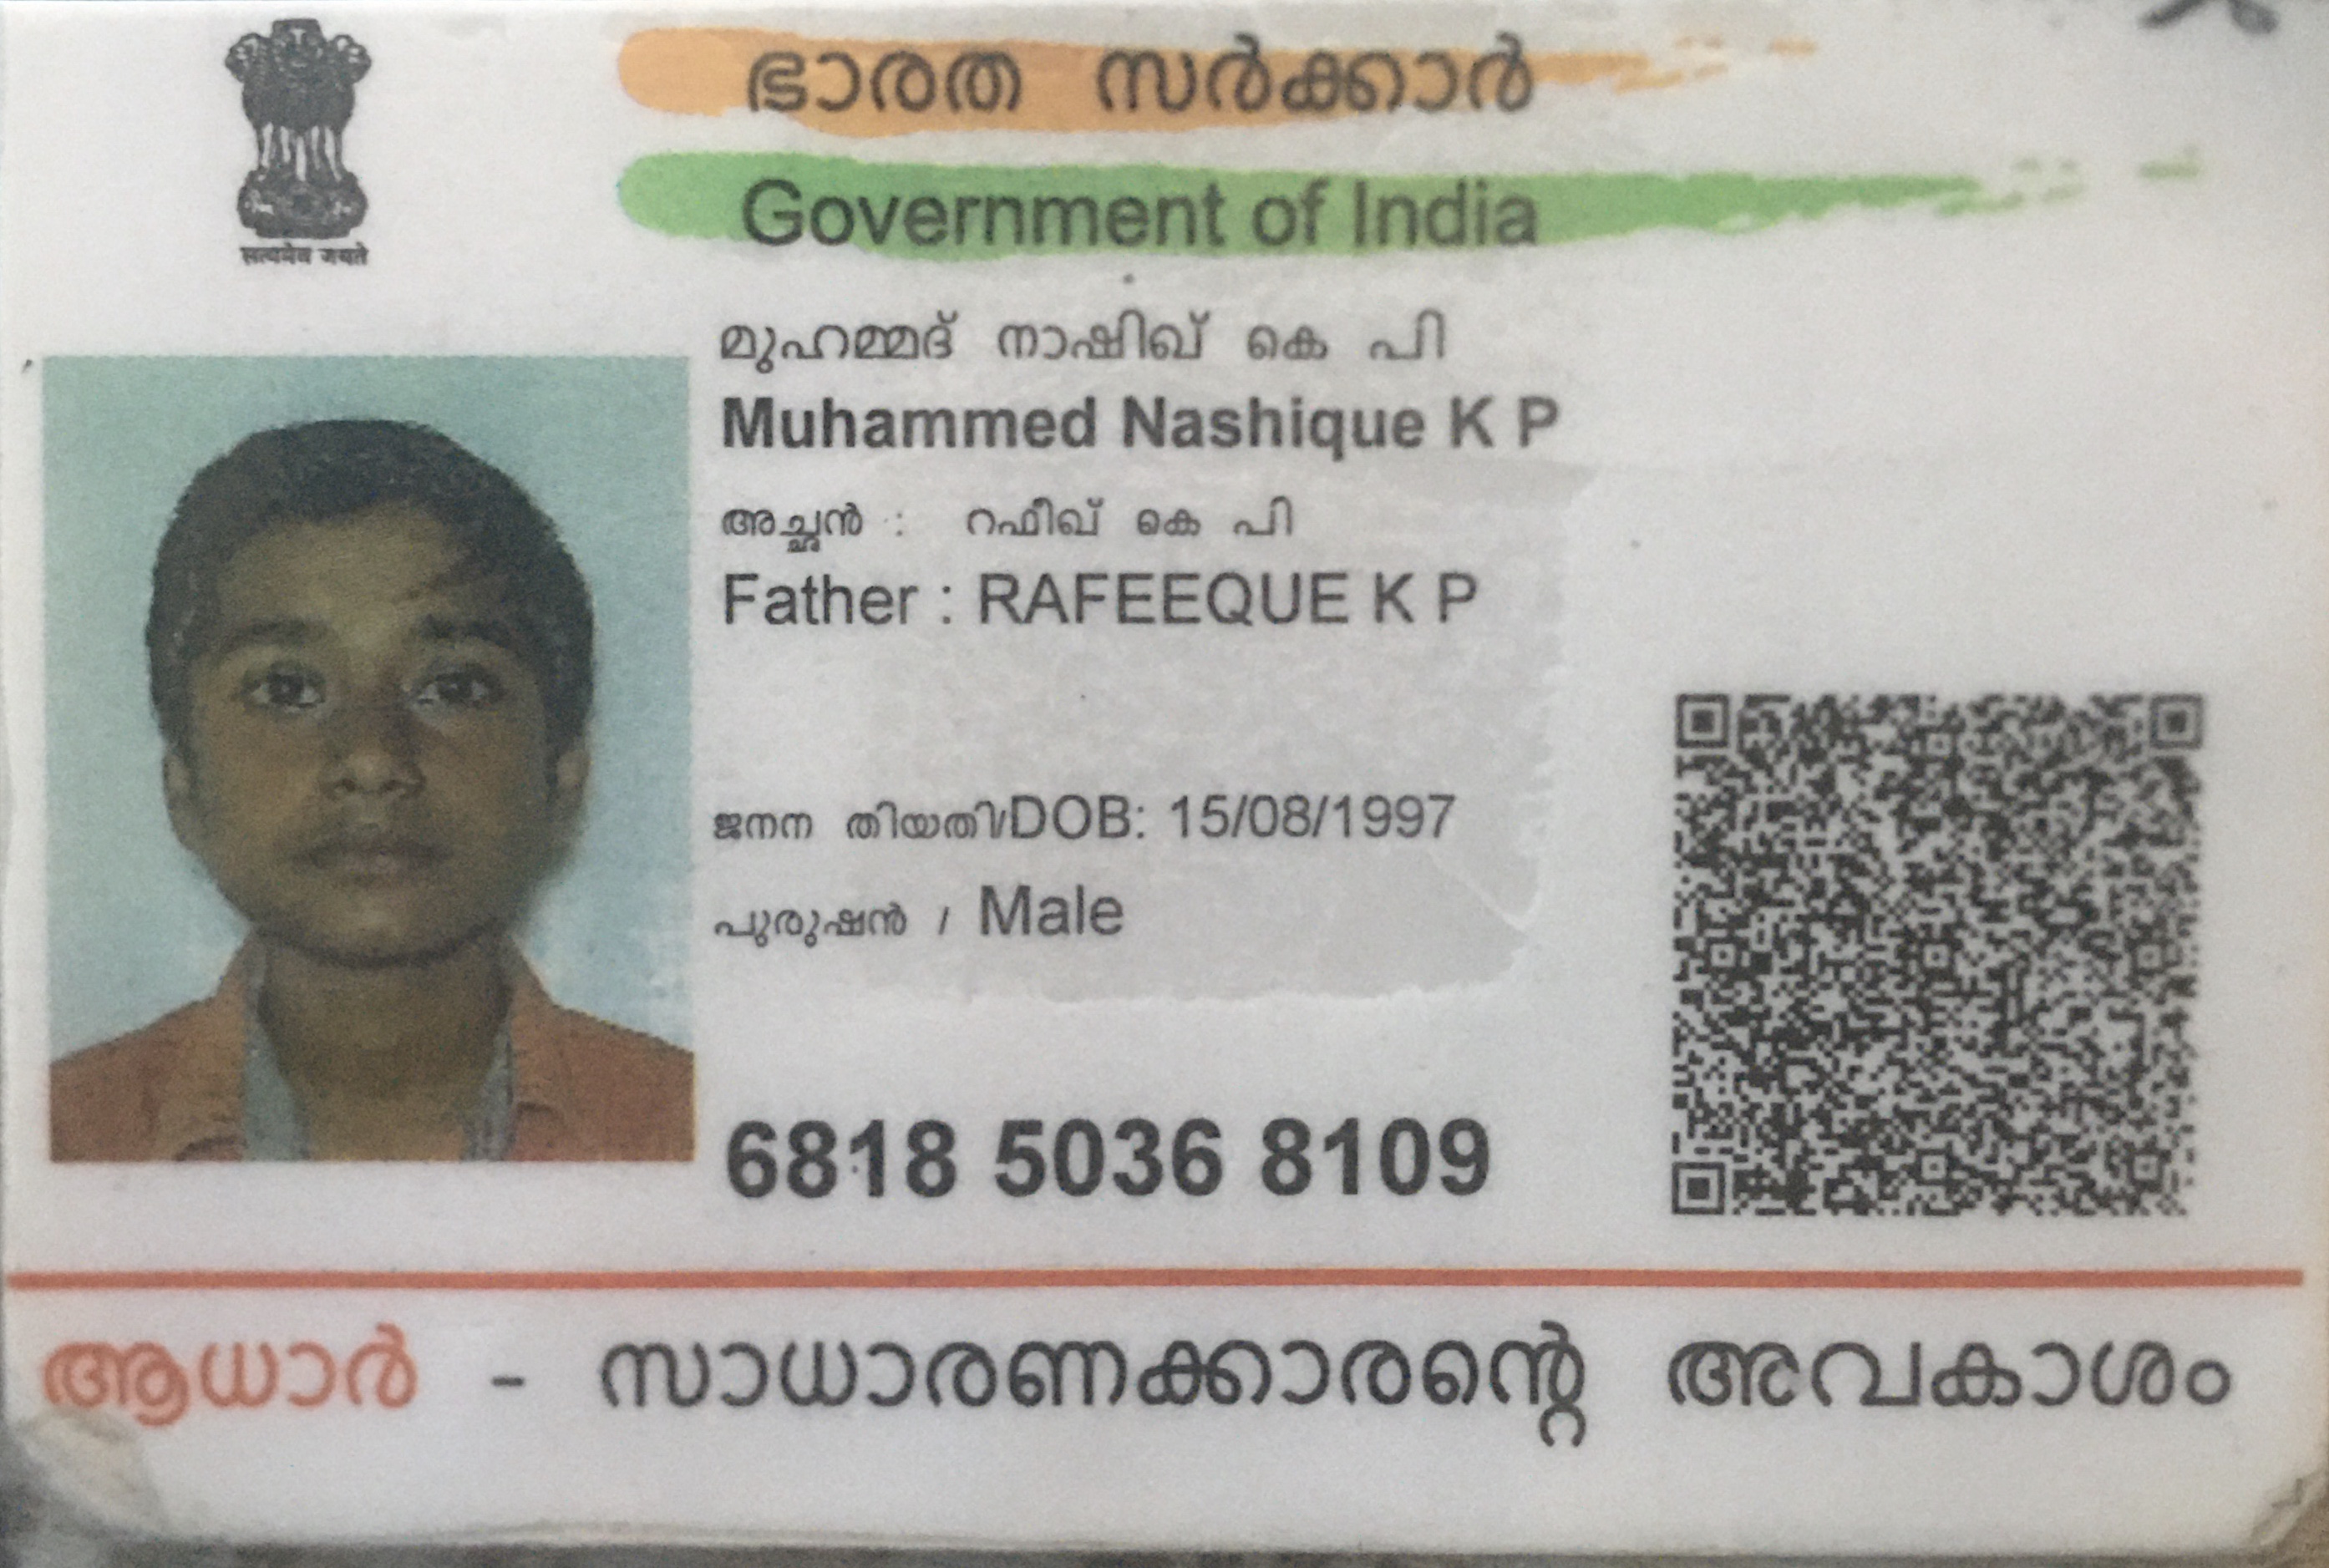 ഭാരത സർക്കാർ
Government of India
सत्यमेव जयते
മുഹമ്മദ് നാഷിഖ് കെ പി
Muhammed Nashique K P
അച്ഛൻ : റഫീഖ് കെ പി
Father : RAFEEQUE K P
ജനന തിയതി/DOB: 15/08/1997
പുരുഷൻ / Male
6818 5036 8109
ആധാർ - സാധാരണക്കാരന്റെ അവകാശം